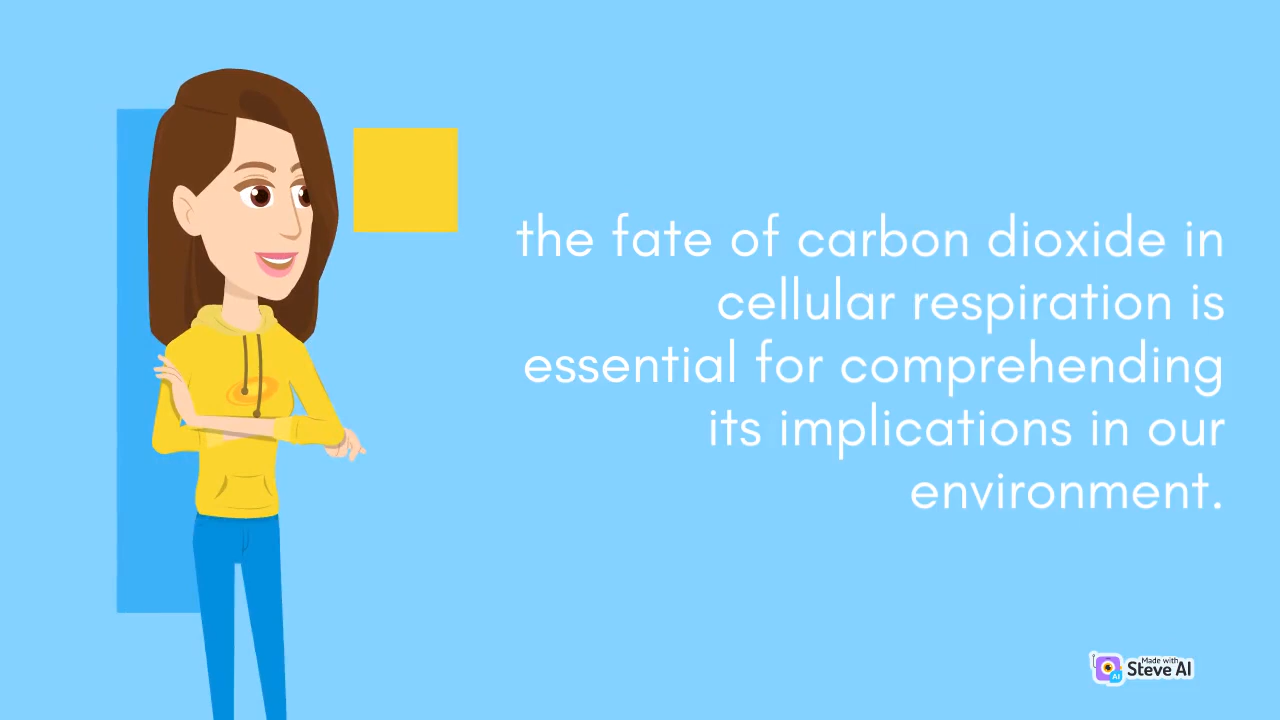 the fate of carbon dioxide in
cellular respiration is
essential for comprehending
its implications in our
environment.
Made with
Steve AI
AI